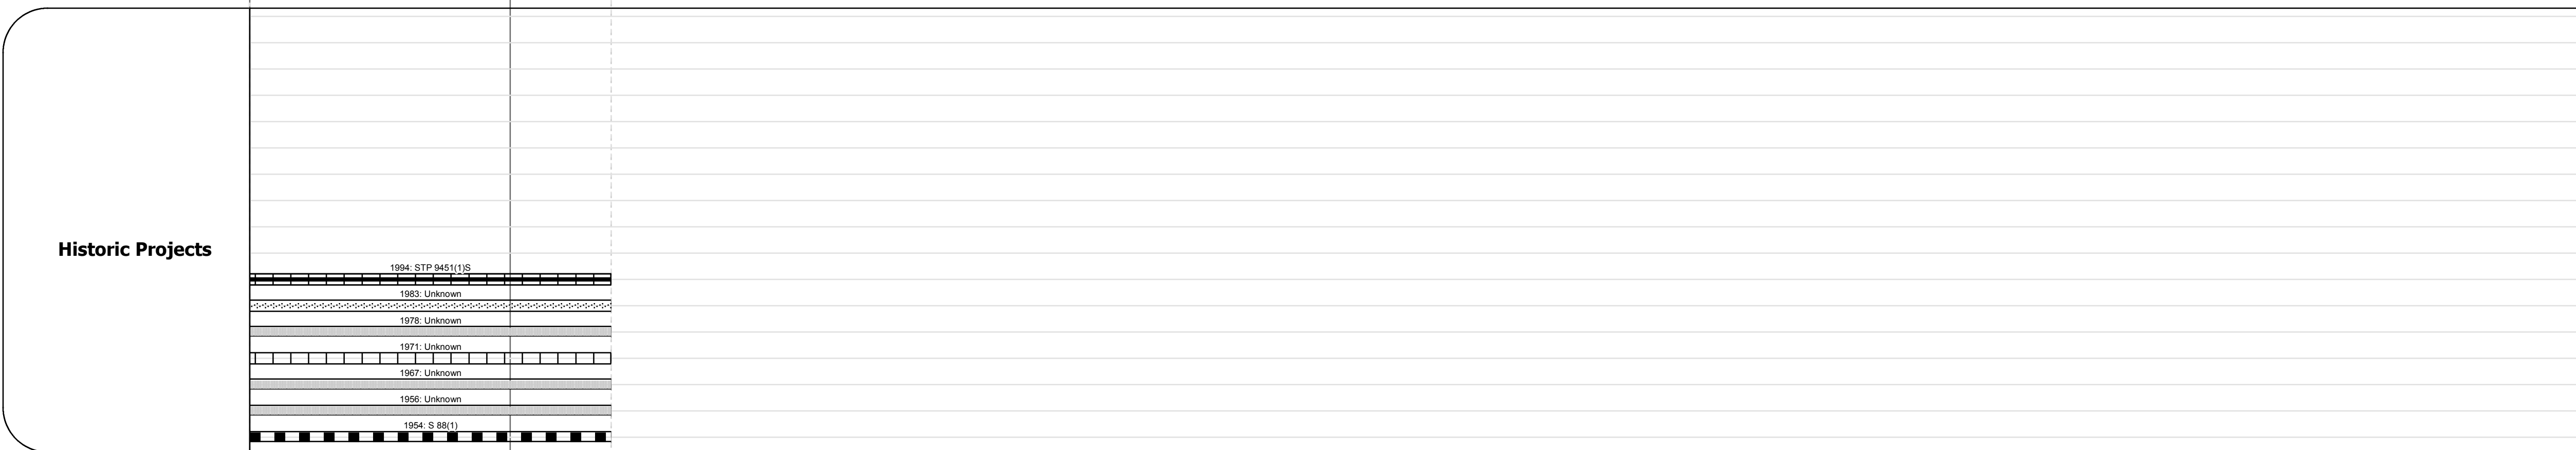 Historic Projects
1994: STP 9451(1)S
1983: Unknown
1978: Unknown
1971: Unknown
1967: Unknown
1956: Unknown
1954: S 88(1)